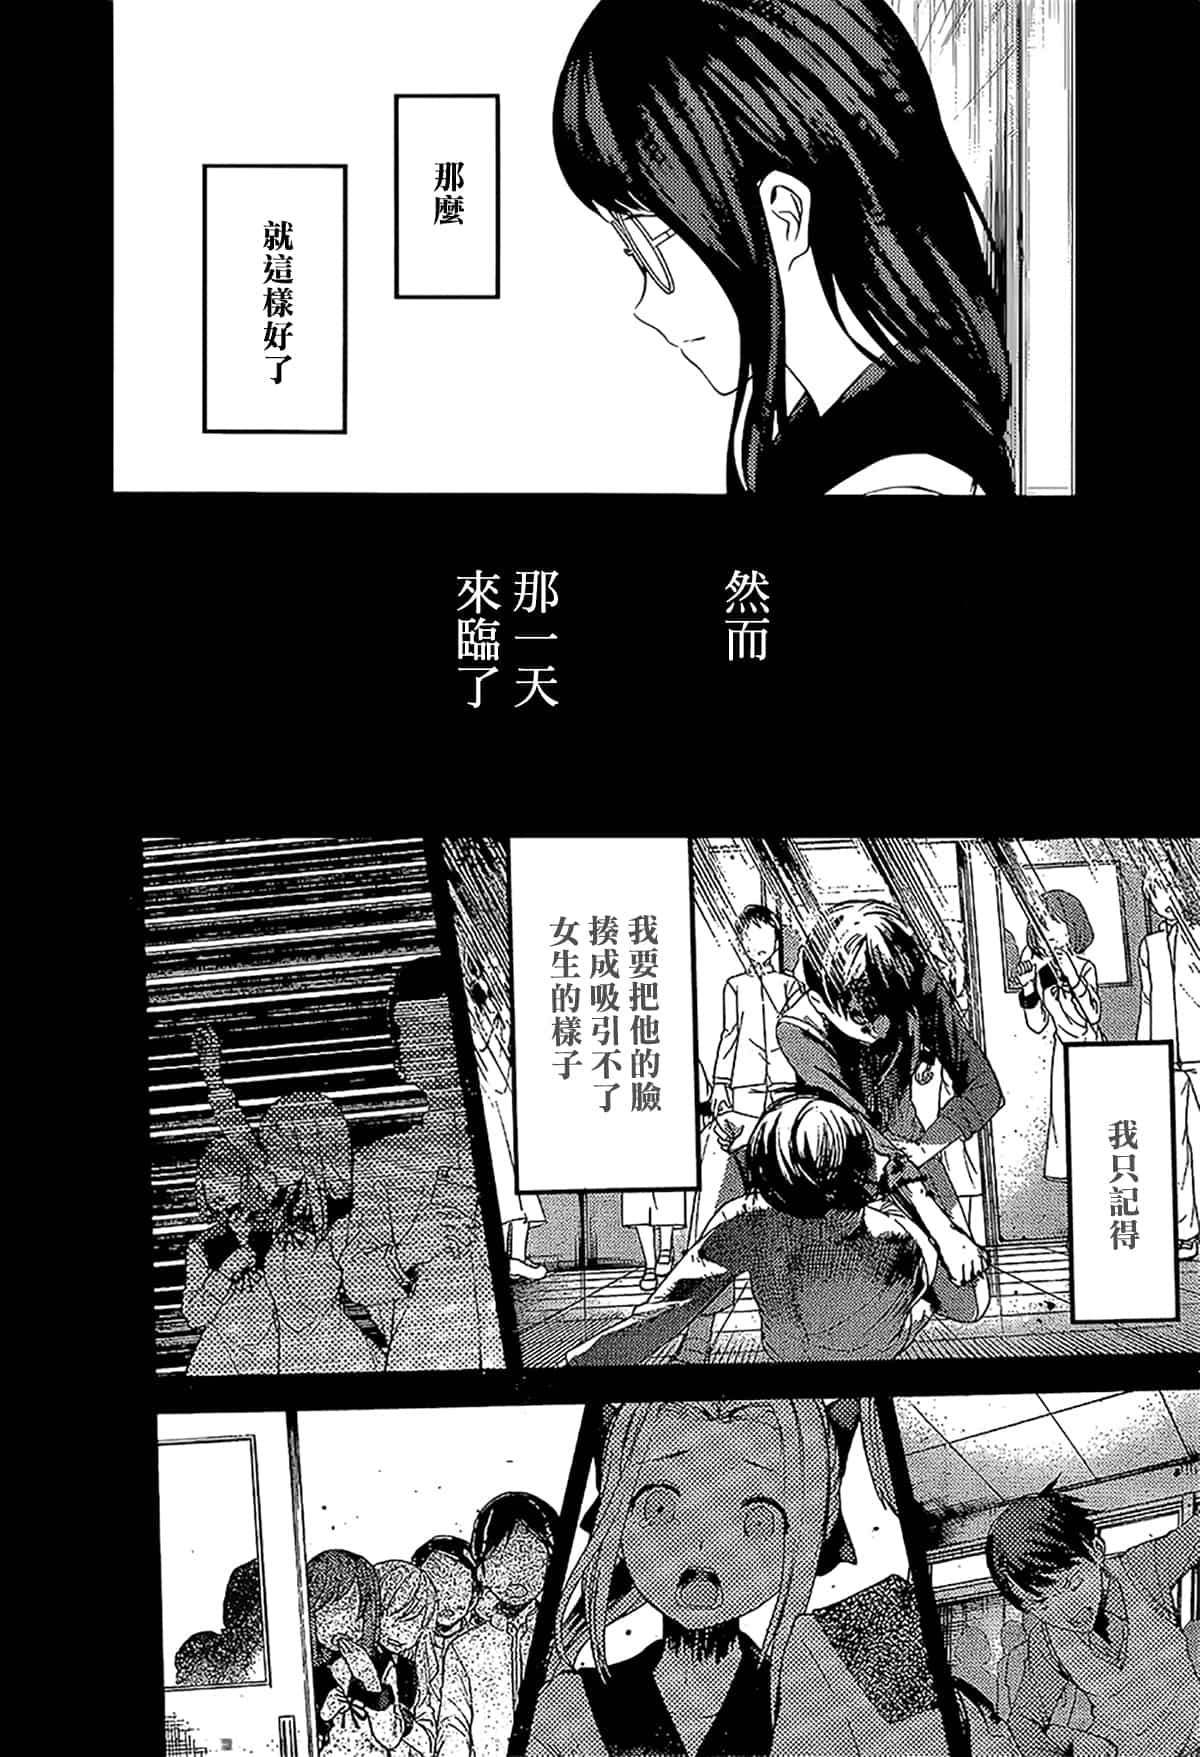 那麼
就這樣好了
然而
那一天
來臨了
我只記得
我要把他的臉
揍成吸引不了
女生的樣子